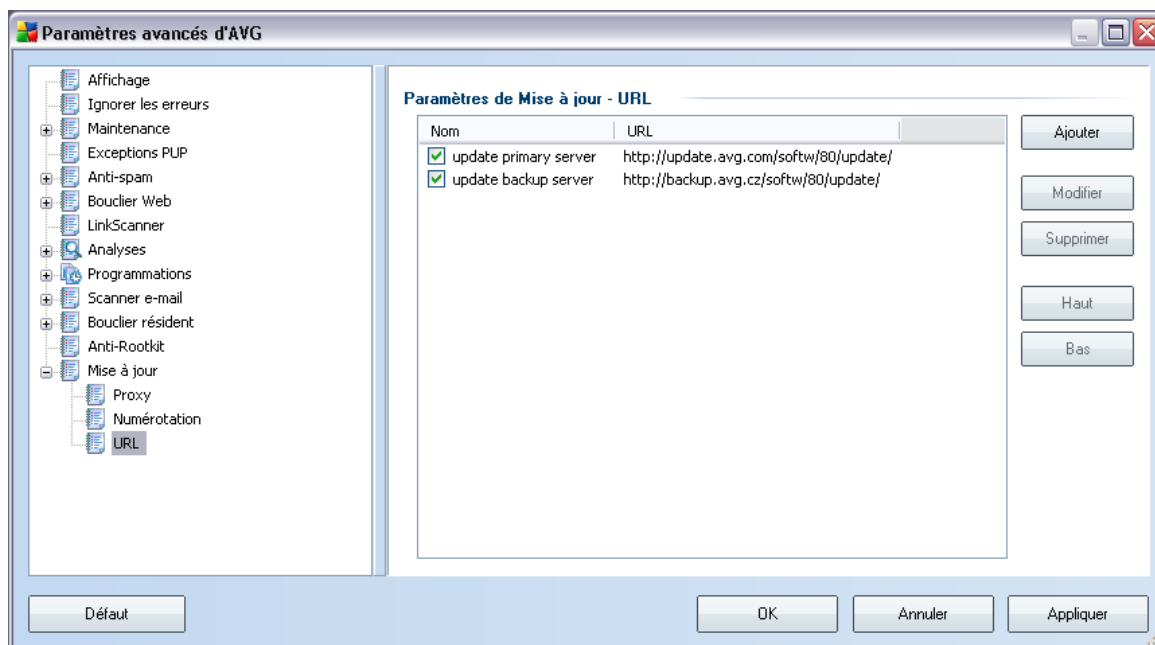 Paramètres avancés d'AVG
Affichage
Ignorer les erreurs
Maintenance
Exceptions PUP
Anti-spam
Bouclier Web
LinkScanner
Analyses
Programmations
Scanner e-mail
Bouclier résident
Anti-Rootkit
Mise à jour
Proxy
Numérotation
URL
Paramètres de Mise à jour - URL
Nom URL
update primary server http://update.avg.com/softw/80/update/
update backup server http://backup.avg.cz/softw/80/update/
Ajouter
Modifier
Supprimer
Haut
Bas
Défaut OK Annuler Appliquer